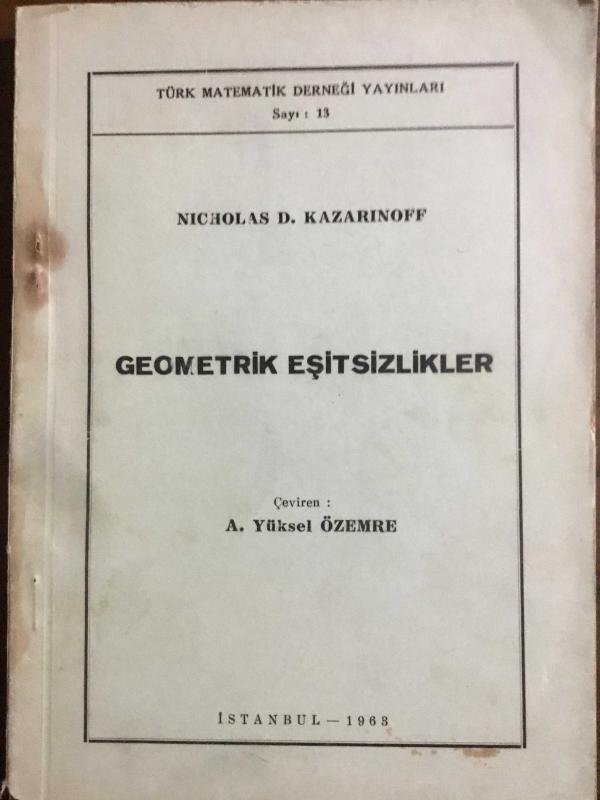 TÜRK MATEMATİK DERNEĞİ YAYINLARI
Sayı : 13
NICHOLAS D. KAZARINOFF
GEOMETRİK EŞİTSİZLİKLER
Çeviren :
A. Yüksel ÖZEMRE
İSTANBUL — 1963